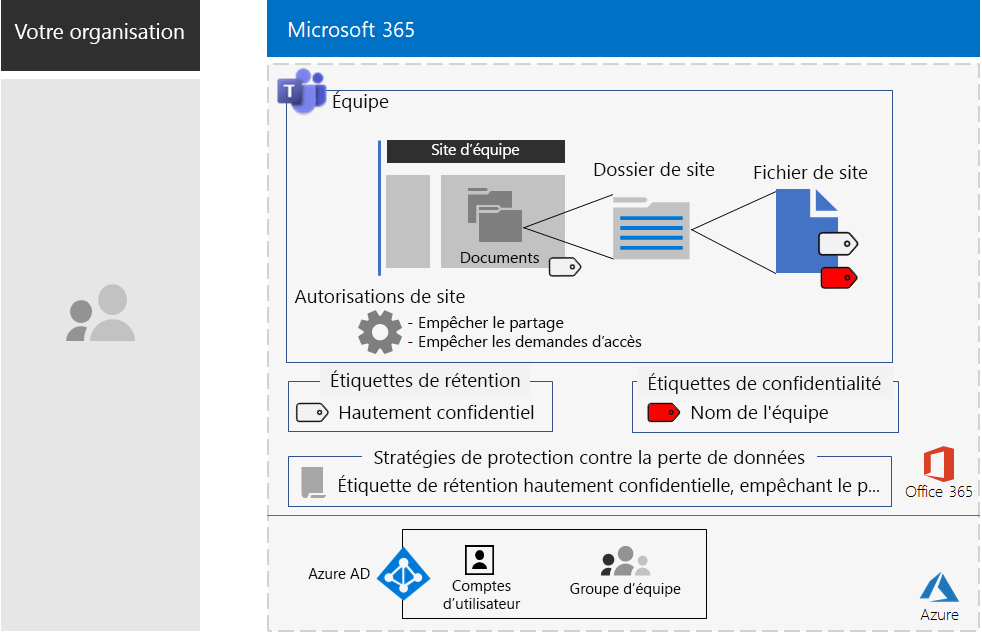 Votre organisation
Microsoft 365
T
Équipe
Site d’équipe
Documents
Dossier de site
Fichier de site
Autorisations de site
- Empêcher le partage
- Empêcher les demandes d’accès
Étiquettes de rétention
Hautement confidentiel
Étiquettes de confidentialité
Nom de l'équipe
Stratégies de protection contre la perte de données
Étiquette de rétention hautement confidentielle, empêchant le p...
Office 365
Azure AD
Comptes
d’utilisateur
Groupe d’équipe
Azure